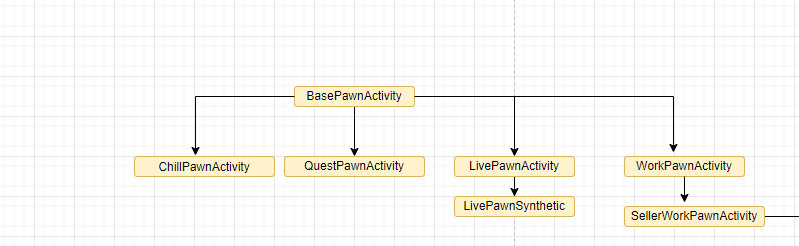 BasePawnActivity
ChillPawnActivity
QuestPawnActivity
LivePawnActivity
WorkPawnActivity
LivePawnSynthetic
SellerWorkPawnActivity